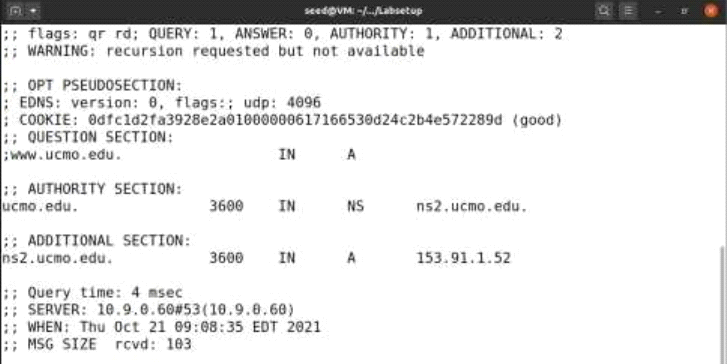 seed@VM: ~/.../Labsetup
;; flags: qr rd; QUERY: 1, ANSWER: 0, AUTHORITY: 1, ADDITIONAL: 2
;; WARNING: recursion requested but not available
;; OPT PSEUDOSECTION:
; EDNS: version: 0, flags:; udp: 4096
; COOKIE: 0dfc1d2fa3928e2a01000000617166530d24c2b4e572289d (good)
;; QUESTION SECTION:
;www.ucmo.edu. IN A
;; AUTHORITY SECTION:
ucmo.edu. 3600 IN NS ns2.ucmo.edu.
;; ADDITIONAL SECTION:
ns2.ucmo.edu. 3600 IN A 153.91.1.52
;; Query time: 4 msec
;; SERVER: 10.9.0.60#53(10.9.0.60)
;; WHEN: Thu Oct 21 09:08:35 EDT 2021
;; MSG SIZE rcvd: 103